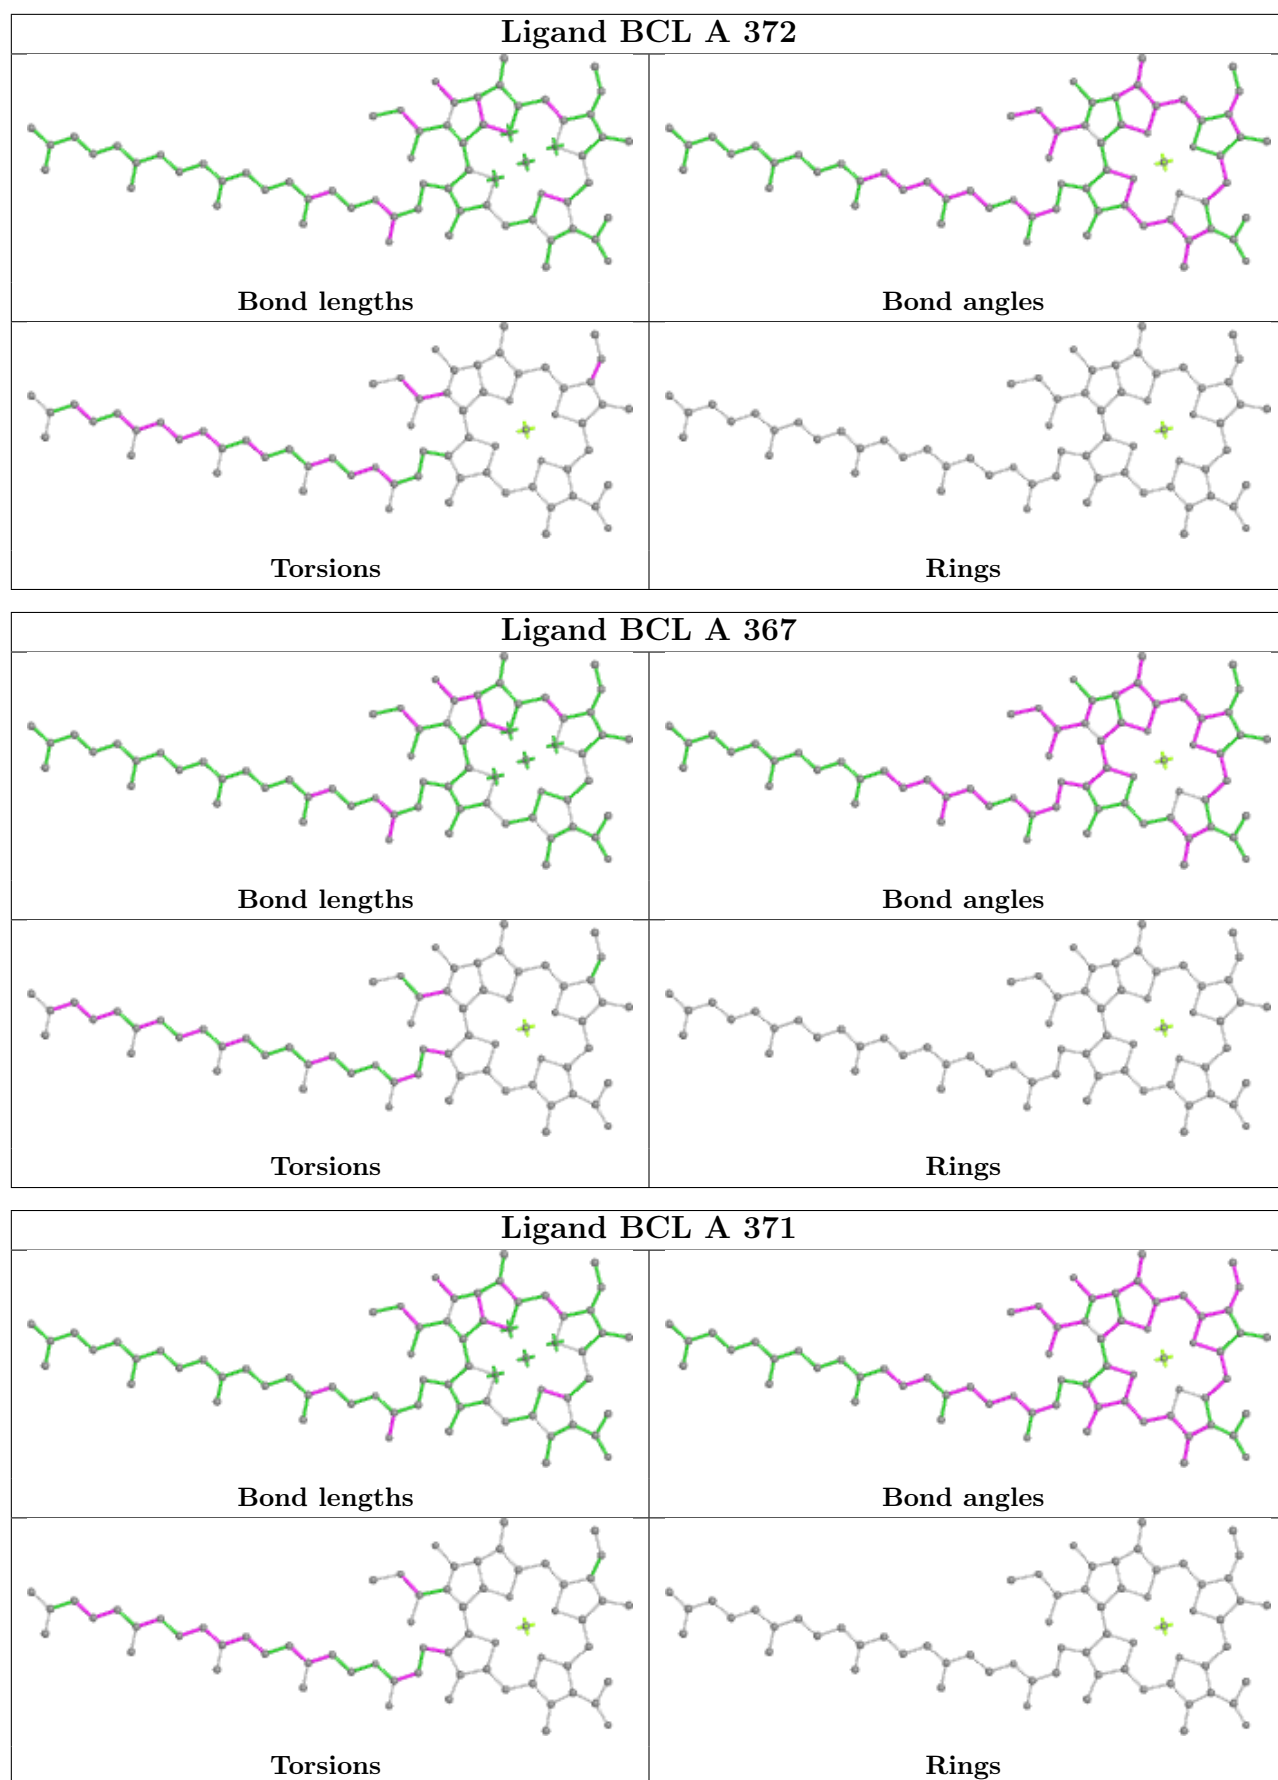 Ligand BCL A 372
Bond lengths
Bond angles
Torsions
Rings
Ligand BCL A 367
Bond lengths
Bond angles
Torsions
Rings
Ligand BCL A 371
Bond lengths
Bond angles
Torsions
Rings